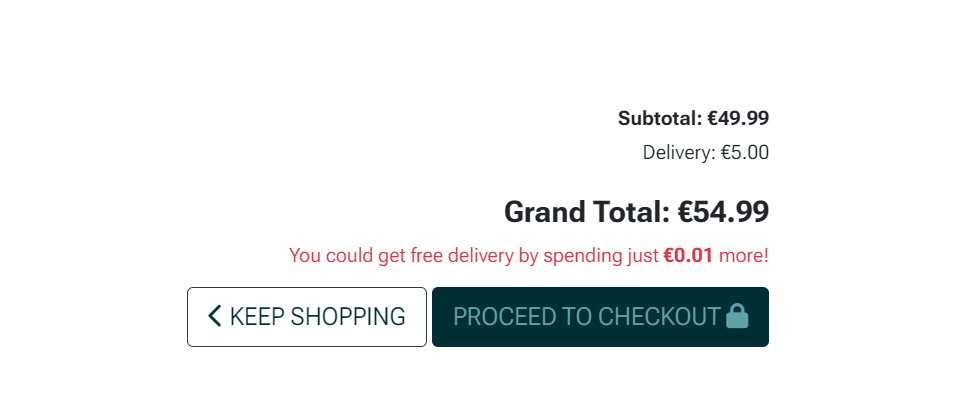 Subtotal: €49.99
Delivery: €5.00
Grand Total: €54.99
You could get free delivery by spending just €0.01 more!
KEEP SHOPPING PROCEED TO CHECKOUT